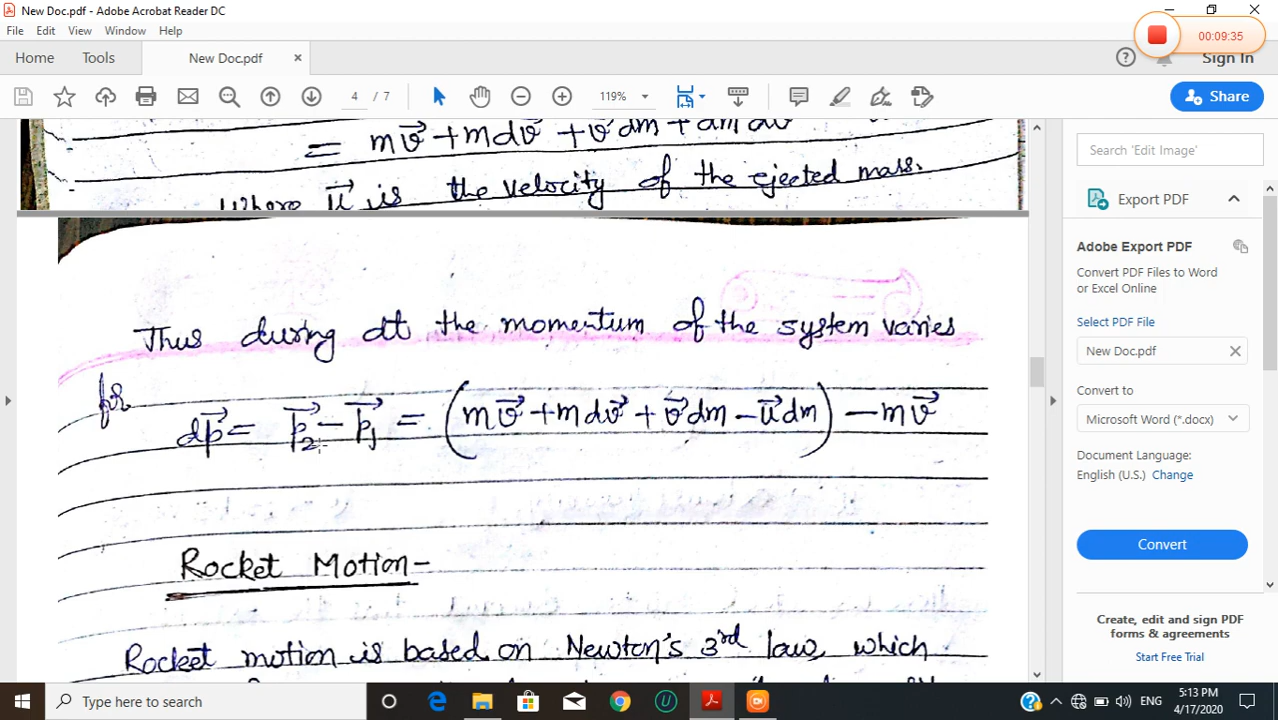 New Doc.pdf - Adobe Acrobat Reader DC
File Edit View Window Help
00:09:35
Home Tools New Doc.pdf × Sign In
4 / 7 119% Share
m v⃗ + m dv⃗ + v⃗ dm + dm dv⃗
=
Where u⃗ is the velocity of the ejected mass.
Thus during dt the momentum of the system varies
for
dp⃗ = p⃗₂ − p⃗₁ = (m v⃗ + m dv⃗ + v⃗ dm − u⃗ dm) − m v⃗
Rocket Motion-
Rocket motion is based on Newton's 3rd law, which
Search 'Edit Image'
Export PDF
Adobe Export PDF
Convert PDF Files to Word
or Excel Online
Select PDF File
New Doc.pdf
Convert to
Microsoft Word (*.docx)
Document Language:
English (U.S.) Change
Convert
Create, edit and sign PDF
forms & agreements
Start Free Trial
Type here to search
ENG
5:13 PM
4/17/2020